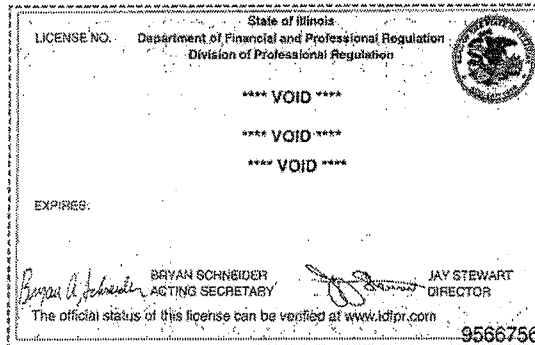 State of Illinois
LICENSE NO. Department of Financial and Professional Regulation
Division of Professional Regulation
**** VOID ****
**** VOID ****
**** VOID ****
EXPIRES:
BRYAN SCHNEIDER
ACTING SECRETARY
JAY STEWART
DIRECTOR
The official status of this license can be verified at www.idfpr.com
9566756